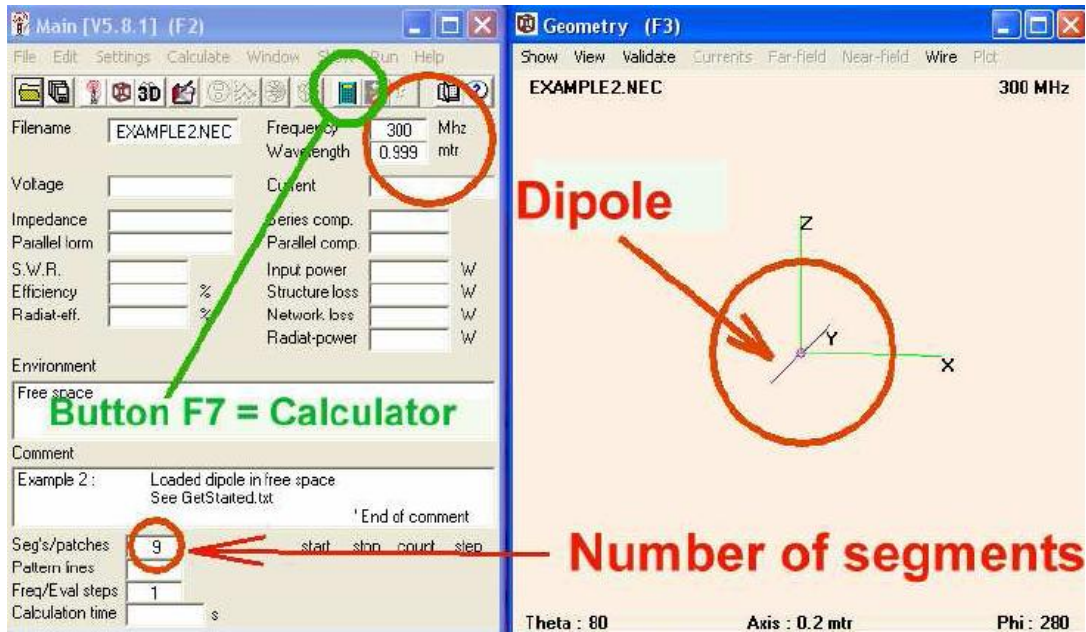 Main [V5.8.1] (F2)
File Edit Settings Calculate Window Show Run Help
3D
Filename EXAMPLE2.NEC Frequency 300 Mhz
Wavelength 0.999 mtr
Voltage Current
Impedance Series comp.
Parallel form Parallel comp.
S.W.R. Input power W
Efficiency % Structure loss W
Radiat-eff. % Network loss W
Radiat-power W
Environment
Free space
Button F7 = Calculator
Comment
Example 2 : Loaded dipole in free space
See GetStarted.txt
' End of comment
Seg's/patches 9 start stop count step
Pattern lines
Freq/Eval steps 1
Calculation time s
Geometry (F3)
Show View Validate Currents Far-field Near-field Wire Plot
EXAMPLE2.NEC 300 MHz
Dipole
Z
Y
X
Number of segments
Theta : 80 Axis : 0.2 mtr Phi : 280